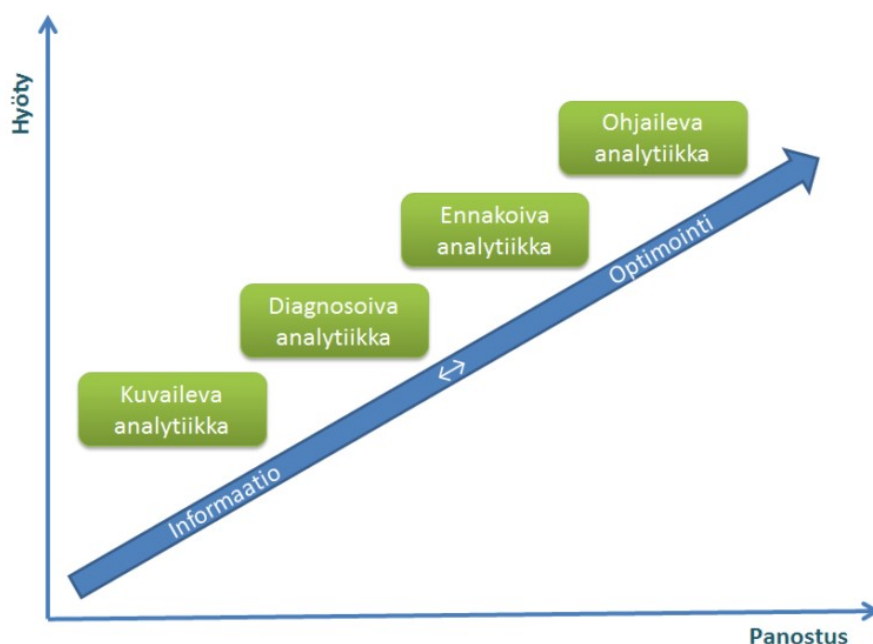 Hyöty
Ohjaileva
analytiikka
Ennakoiva
analytiikka
Optimointi
Diagnosoiva
analytiikka
Kuvaileva
analytiikka
Informaatio
Panostus